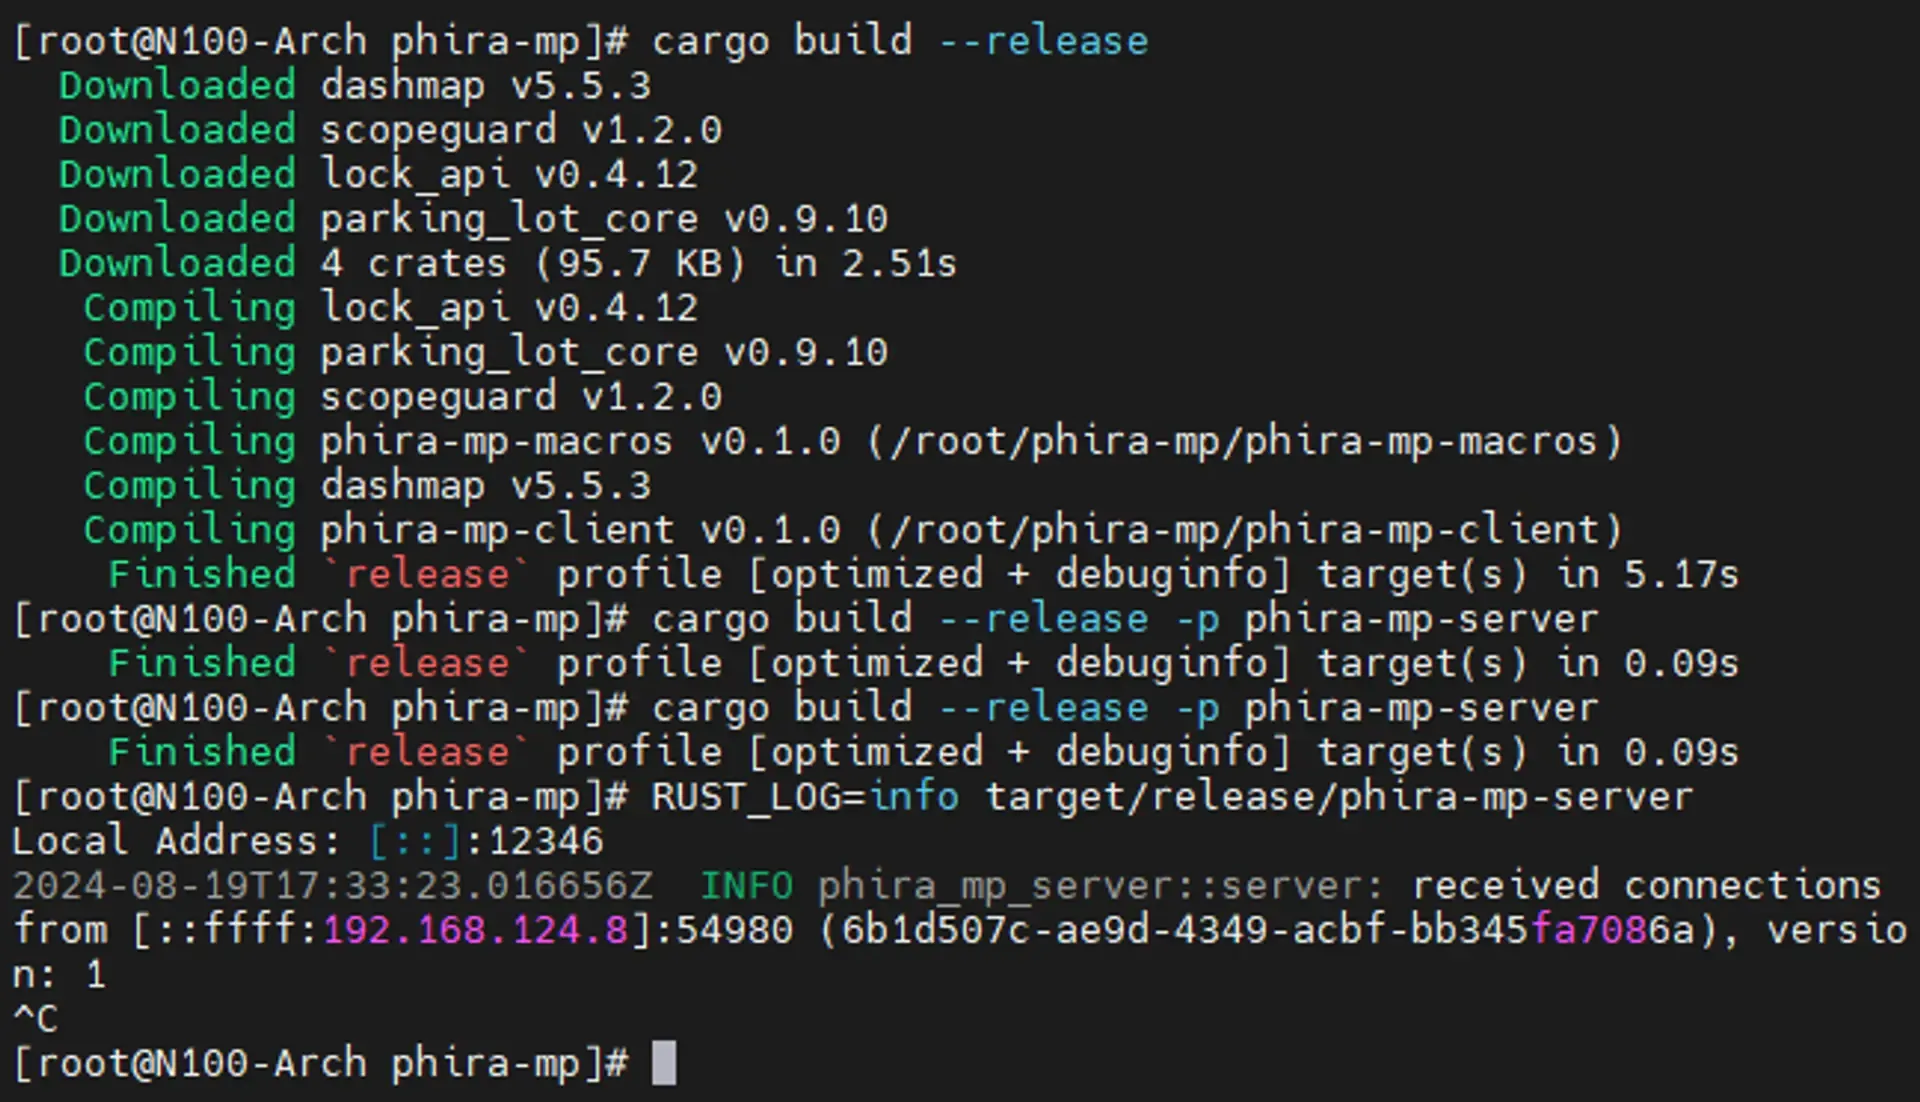 [root@N100-Arch phira-mp]# cargo build --release
Downloaded dashmap v5.5.3
Downloaded scopeguard v1.2.0
Downloaded lock_api v0.4.12
Downloaded parking_lot_core v0.9.10
Downloaded 4 crates (95.7 KB) in 2.51s
Compiling lock_api v0.4.12
Compiling parking_lot_core v0.9.10
Compiling scopeguard v1.2.0
Compiling phira-mp-macros v0.1.0 (/root/phira-mp/phira-mp-macros)
Compiling dashmap v5.5.3
Compiling phira-mp-client v0.1.0 (/root/phira-mp/phira-mp-client)
Finished `release` profile [optimized + debuginfo] target(s) in 5.17s
[root@N100-Arch phira-mp]# cargo build --release -p phira-mp-server
Finished `release` profile [optimized + debuginfo] target(s) in 0.09s
[root@N100-Arch phira-mp]# cargo build --release -p phira-mp-server
Finished `release` profile [optimized + debuginfo] target(s) in 0.09s
[root@N100-Arch phira-mp]# RUST_LOG=info target/release/phira-mp-server
Local Address: [::]:12346
2024-08-19T17:33:23.016656Z  INFO phira_mp_server::server: received connections
from [::ffff:192.168.124.8]:54980 (6b1d507c-ae9d-4349-acbf-bb345fa7086a), versio
n: 1
^C
[root@N100-Arch phira-mp]#